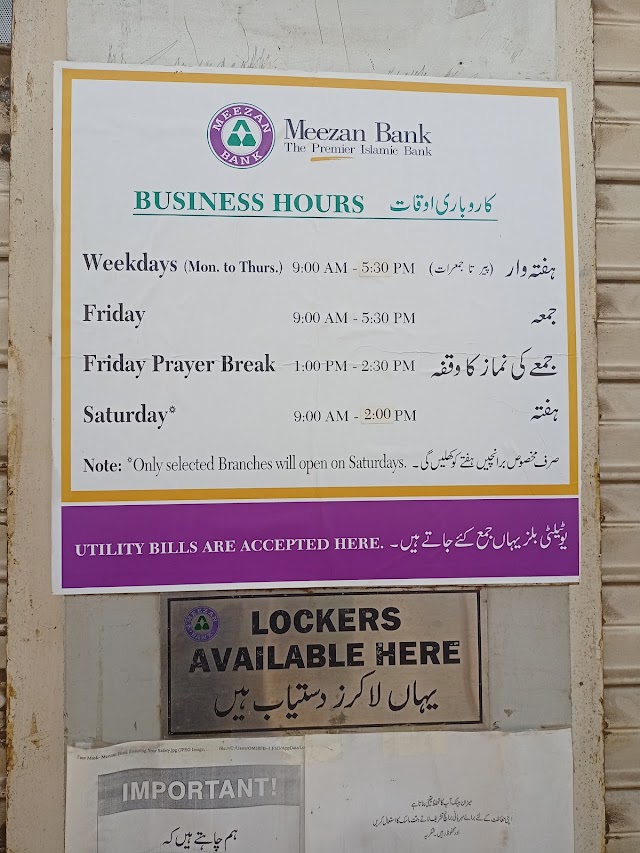 MEEZAN BANK
Meezan Bank
The Premier Islamic Bank
BUSINESS HOURS کاروباری اوقات
Weekdays (Mon. to Thurs.) 9:00 AM - 5:30 PM ہفتہ وار (پیر تا جمعرات)
Friday 9:00 AM - 5:30 PM جمعہ
Friday Prayer Break 1:00 PM - 2:30 PM جمعے کی نماز کا وقفہ
Saturday* 9:00 AM - 2:00 PM ہفتہ
Note: *Only selected Branches will open on Saturdays. صرف مخصوص برانچیں ہفتے کو کھلیں گی۔
UTILITY BILLS ARE ACCEPTED HERE. یوٹیلٹی بلز یہاں جمع کئے جاتے ہیں۔
MEEZAN BANK
LOCKERS
AVAILABLE HERE
یہاں لاکرز دستیاب ہیں
IMPORTANT!
ہم چاہتے ہیں کہ